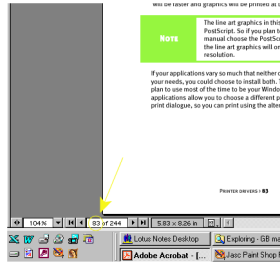 will be faster and graphics will be printed at
NOTE
The line art graphics in this
PostScript. So if you plan to
manual choose the PostSc
the line art graphics will on
resolution.
If your applications vary so much that neither o
your needs, you could choose to install both.
plan to use most of the time to be your Window
applications allow you to choose a different p
print dialogue, so you can print using the alter
PRINTER DRIVERS › 83
104%
83 of 244
5.83 x 8.26 in
Lotus Notes Desktop
Exploring - GB ma
Adobe Acrobat - [...
Jasc Paint Shop